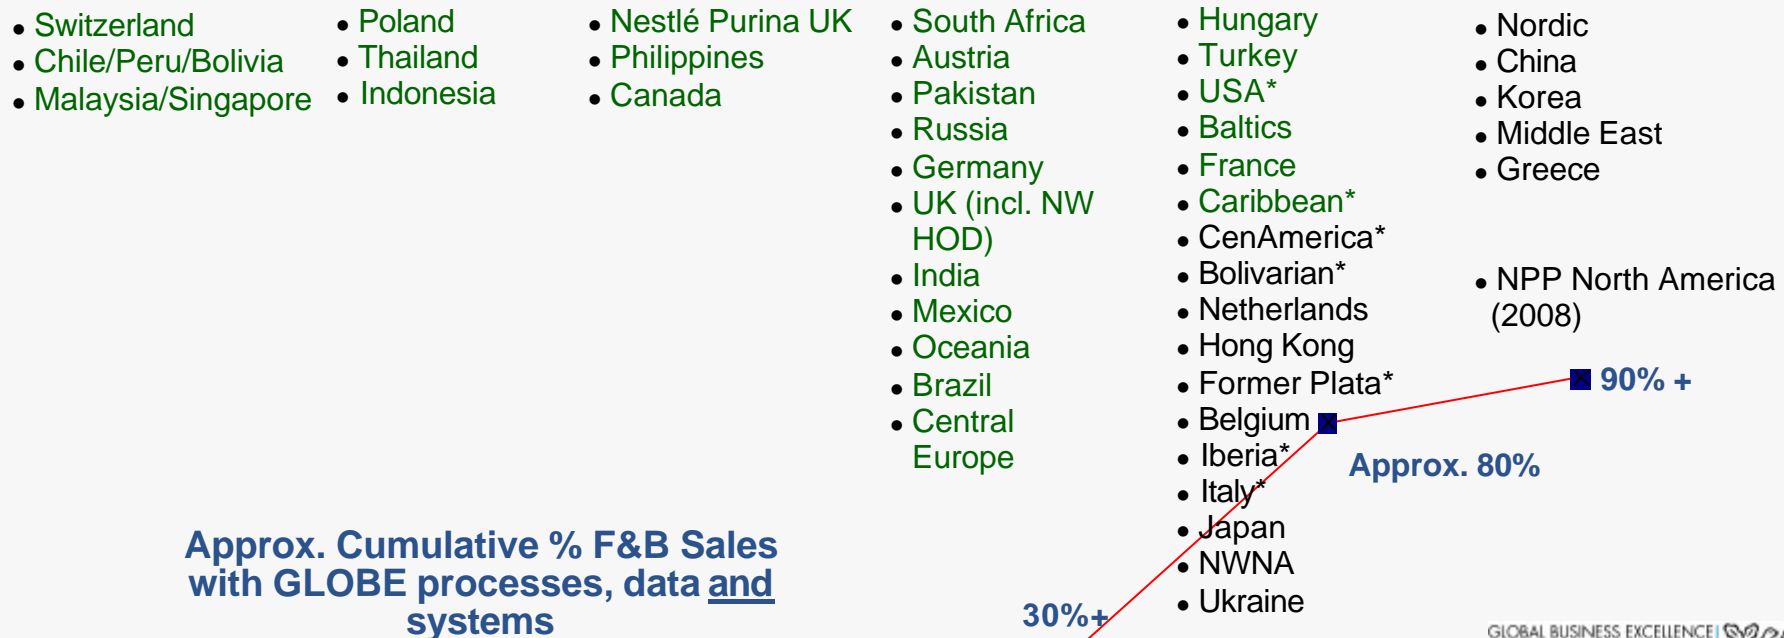 • Switzerland
• Chile/Peru/Bolivia
• Malaysia/Singapore
• Poland
• Thailand
• Indonesia
• Nestlé Purina UK
• Philippines
• Canada
• South Africa
• Austria
• Pakistan
• Russia
• Germany
• UK (incl. NW
HOD)
• India
• Mexico
• Oceania
• Brazil
• Central
Europe
• Hungary
• Turkey
• USA*
• Baltics
• France
• Caribbean*
• CenAmerica*
• Bolivarian*
• Netherlands
• Hong Kong
• Former Plata*
• Belgium
• Iberia*
• Italy*
• Japan
• NWNA
• Ukraine
• Nordic
• China
• Korea
• Middle East
• Greece
• NPP North America
(2008)
90% +
Approx. 80%
30%+
Approx. Cumulative % F&B Sales
with GLOBE processes, data and
systems
GLOBAL BUSINESS EXCELLENCE